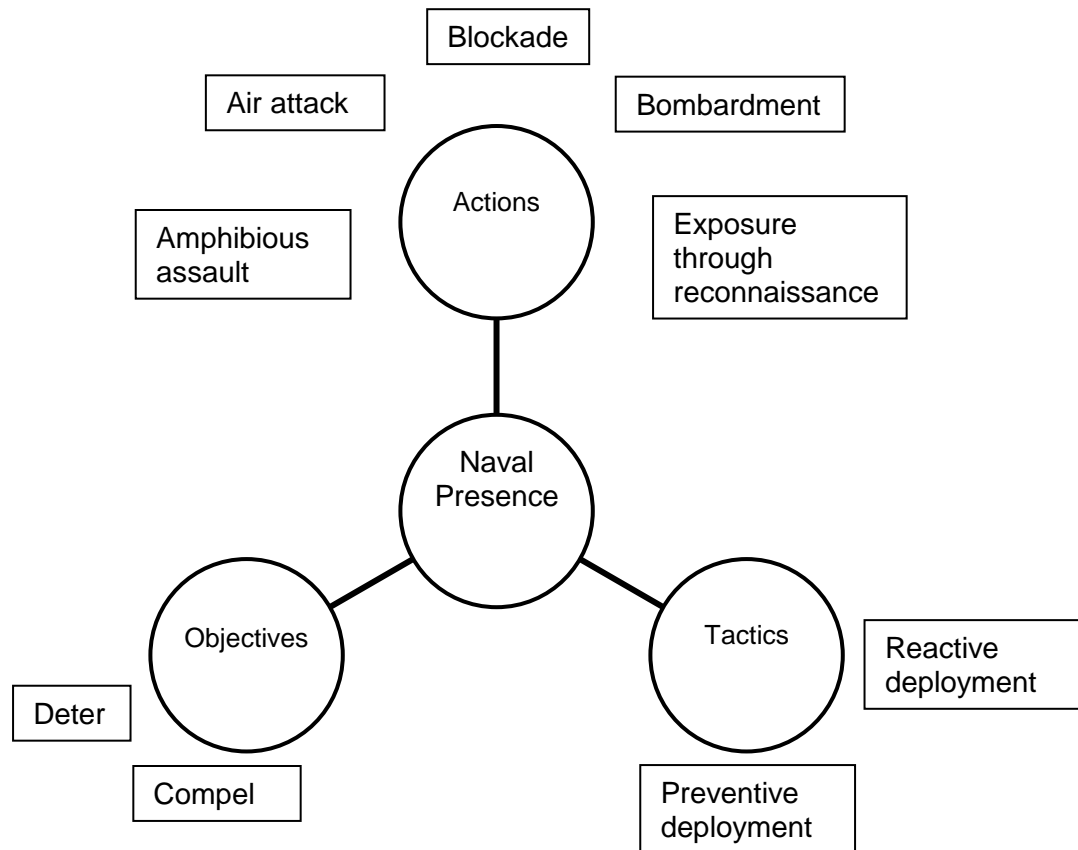 Blockade
Air attack
Bombardment
Actions
Amphibious
assault
Exposure
through
reconnaissance
Naval
Presence
Objectives
Tactics
Reactive
deployment
Deter
Compel
Preventive
deployment